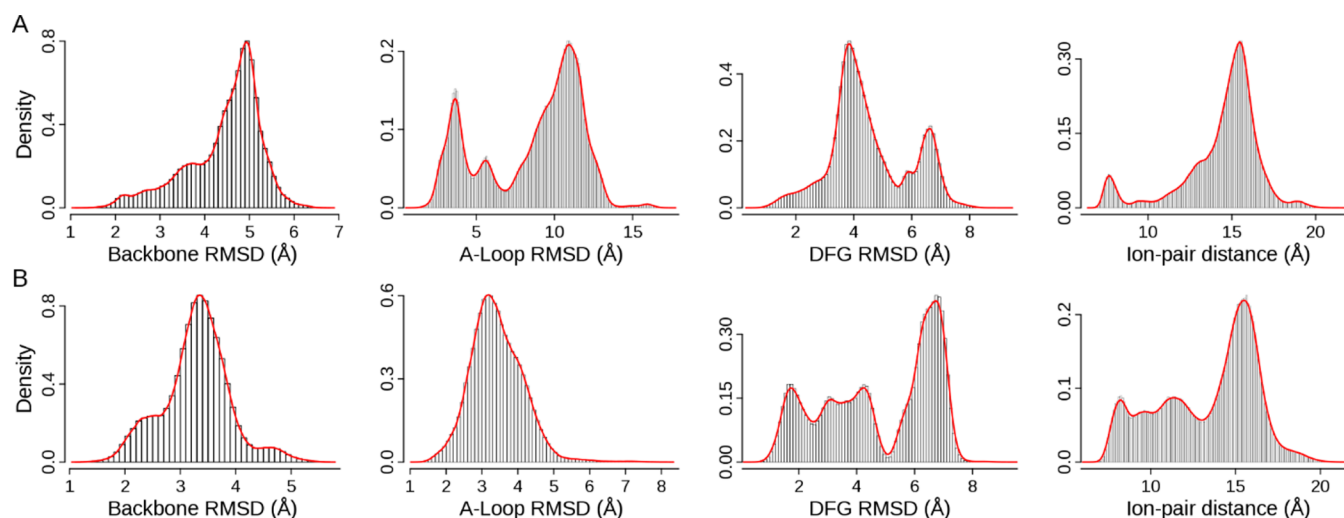 A
Density
0.0 0.4 0.8
1 2 3 4 5 6 7
Backbone RMSD (Å)
0.0 0.1 0.2
5 10 15
A-Loop RMSD (Å)
0.0 0.2 0.4
2 4 6 8
DFG RMSD (Å)
0.00 0.15 0.30
10 15 20
Ion-pair distance (Å)
B
Density
0.0 0.4 0.8
1 2 3 4 5
Backbone RMSD (Å)
0.0 0.3 0.6
1 2 3 4 5 6 7 8
A-Loop RMSD (Å)
0.00 0.15 0.30
2 4 6 8
DFG RMSD (Å)
0.0 0.1 0.2
10 15 20
Ion-pair distance (Å)